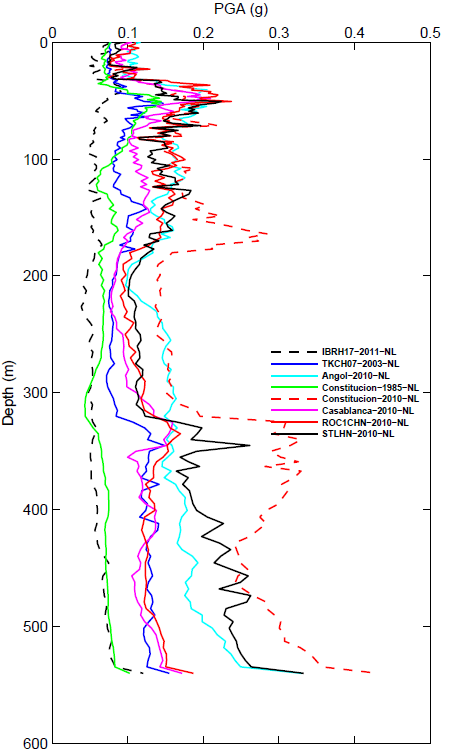 PGA (g)
0 0.1 0.2 0.3 0.4 0.5
0
100
200
300
400
500
600
Depth (m)
IBRH17−2011−NL
TKCH07−2003−NL
Angol−2010−NL
Constitucion−1985−NL
Constitucion−2010−NL
Casablanca−2010−NL
ROC1CHN−2010−NL
STLHN−2010−NL